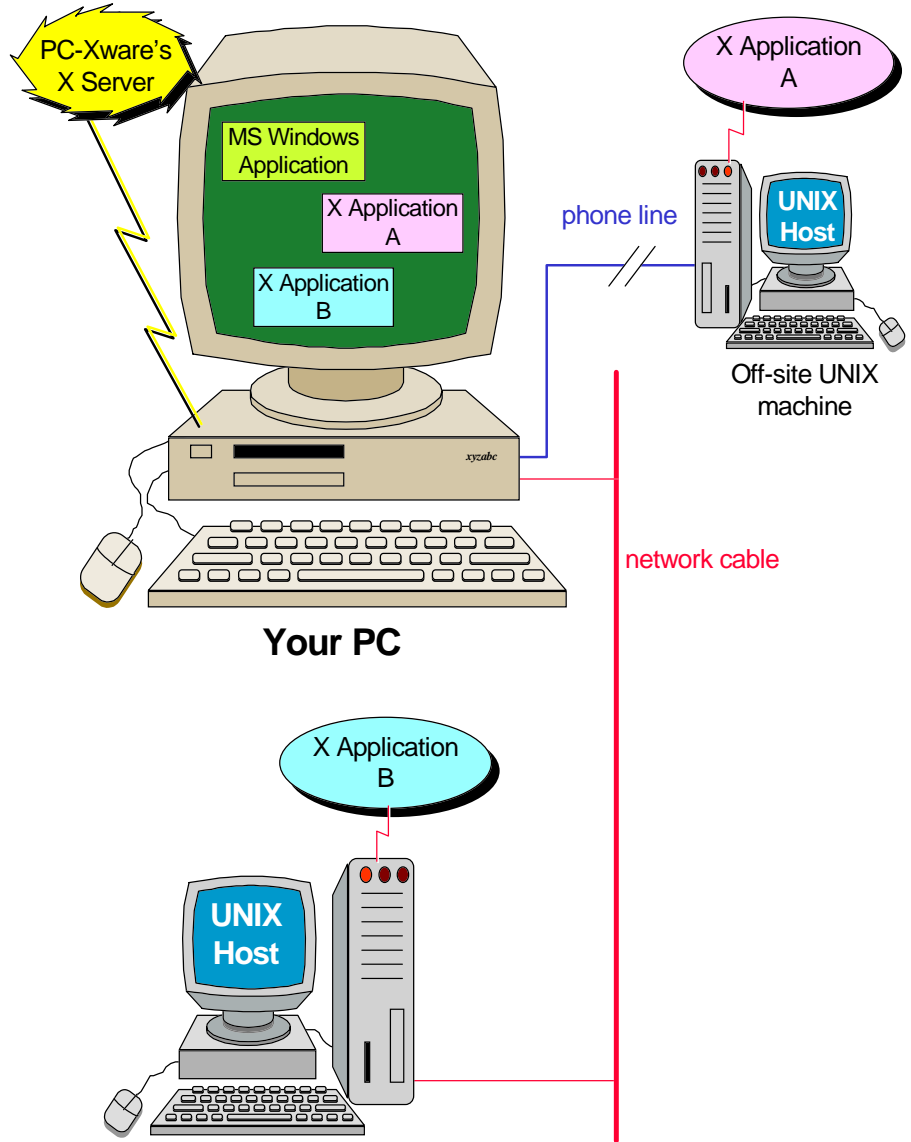 PC-Xware's
X Server
MS Windows
Application
X Application
A
X Application
B
xyzabc
Your PC
X Application
A
phone line
UNIX
Host
Off-site UNIX
machine
network cable
X Application
B
UNIX
Host